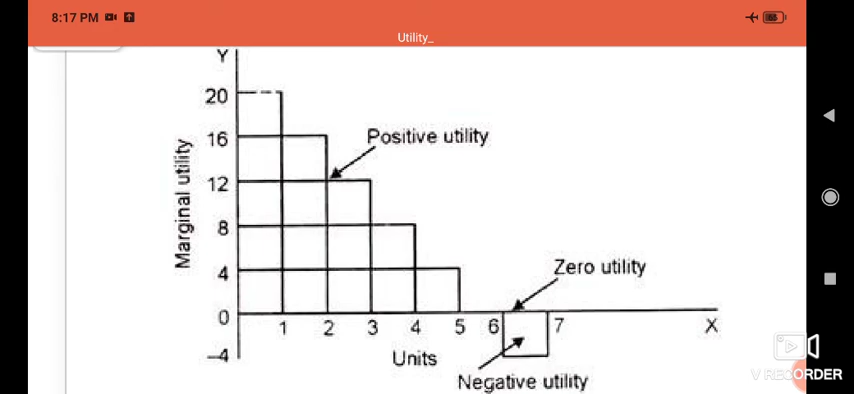 8:17 PM
Utility_
Y
20
16
12
8
4
0
-4
Marginal utility
Positive utility
Zero utility
1 2 3 4 5 6 7 X
Units
Negative utility
V RECORDER